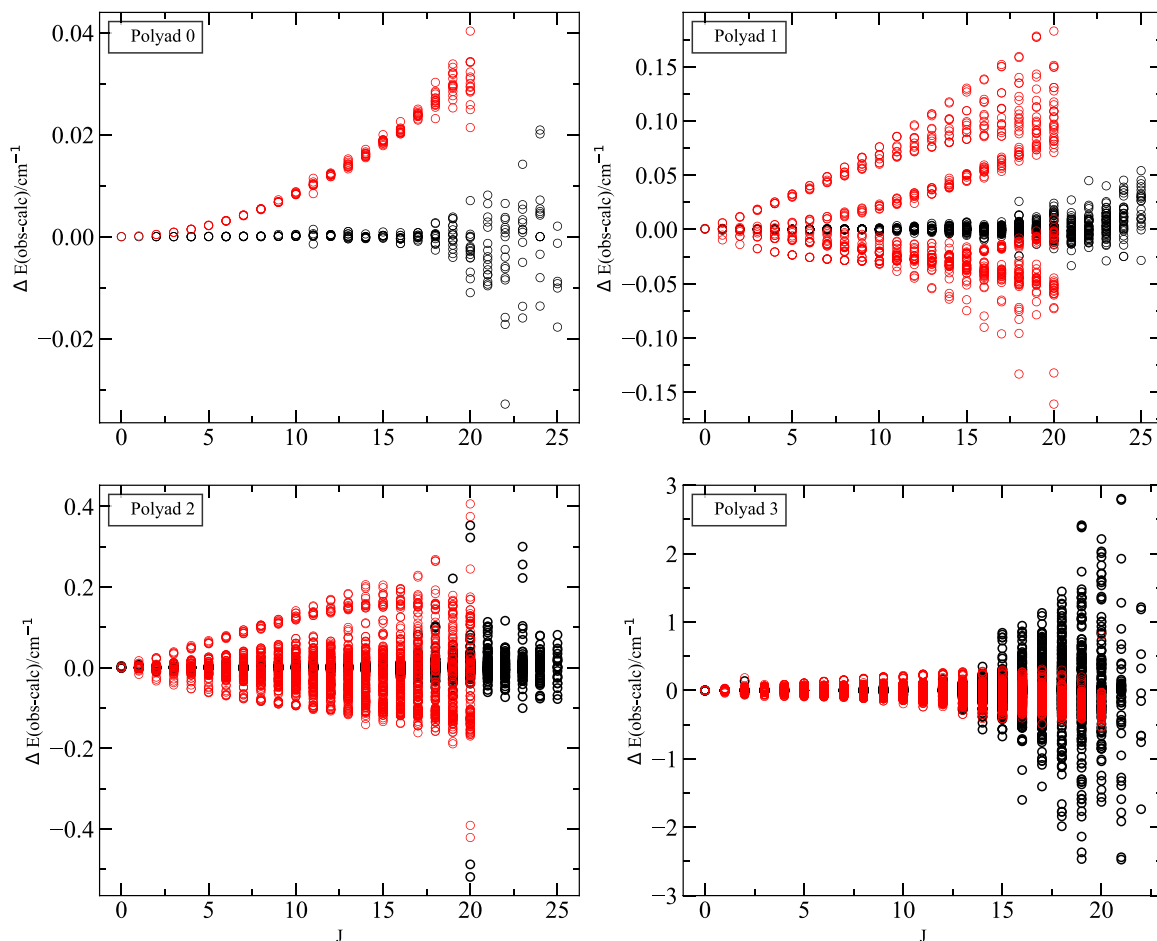 Polyad 0
0.04
0.02
0.00
−0.02
Δ E(obs-calc)/cm⁻¹
0 5 10 15 20 25
Polyad 1
0.15
0.10
0.05
0.00
−0.05
−0.10
−0.15
Δ E(obs-calc)/cm⁻¹
0 5 10 15 20 25
Polyad 2
0.4
0.2
0.0
−0.2
−0.4
Δ E(obs-calc)/cm⁻¹
0 5 10 15 20 25
J
Polyad 3
3
2
1
0
−1
−2
−3
Δ E(obs-calc)/cm⁻¹
0 5 10 15 20
J